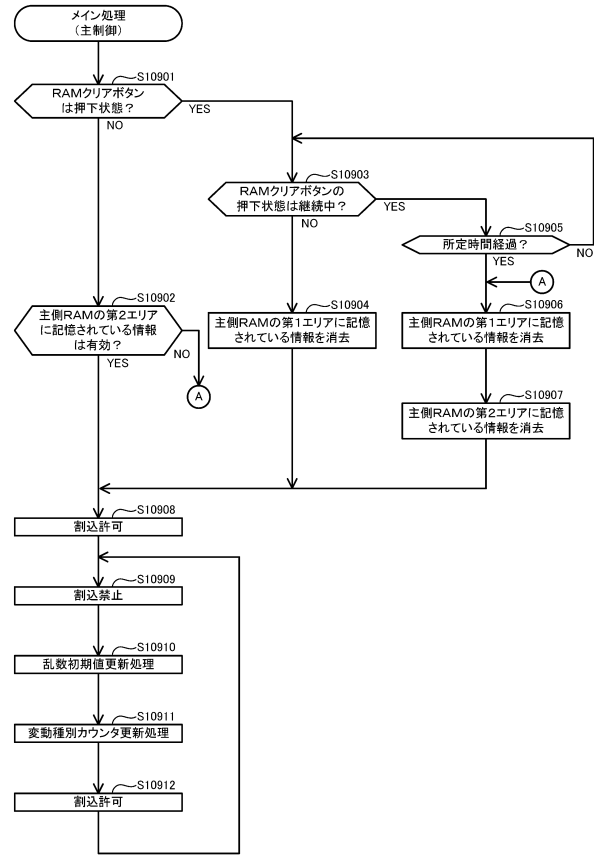 メイン処理
（主制御）
S10901
RAMクリアボタン
は押下状態？
YES
NO
S10903
RAMクリアボタンの
押下状態は継続中？
YES
NO
S10905
所定時間経過？
NO
YES
A
S10902
主側RAMの第2エリア
に記憶されている情報
は有効？
NO
YES
A
S10904
主側RAMの第1エリアに記憶
されている情報を消去
S10906
主側RAMの第1エリアに記憶
されている情報を消去
S10907
主側RAMの第2エリアに記憶
されている情報を消去
S10908
割込許可
S10909
割込禁止
S10910
乱数初期値更新処理
S10911
変動種別カウンタ更新処理
S10912
割込許可